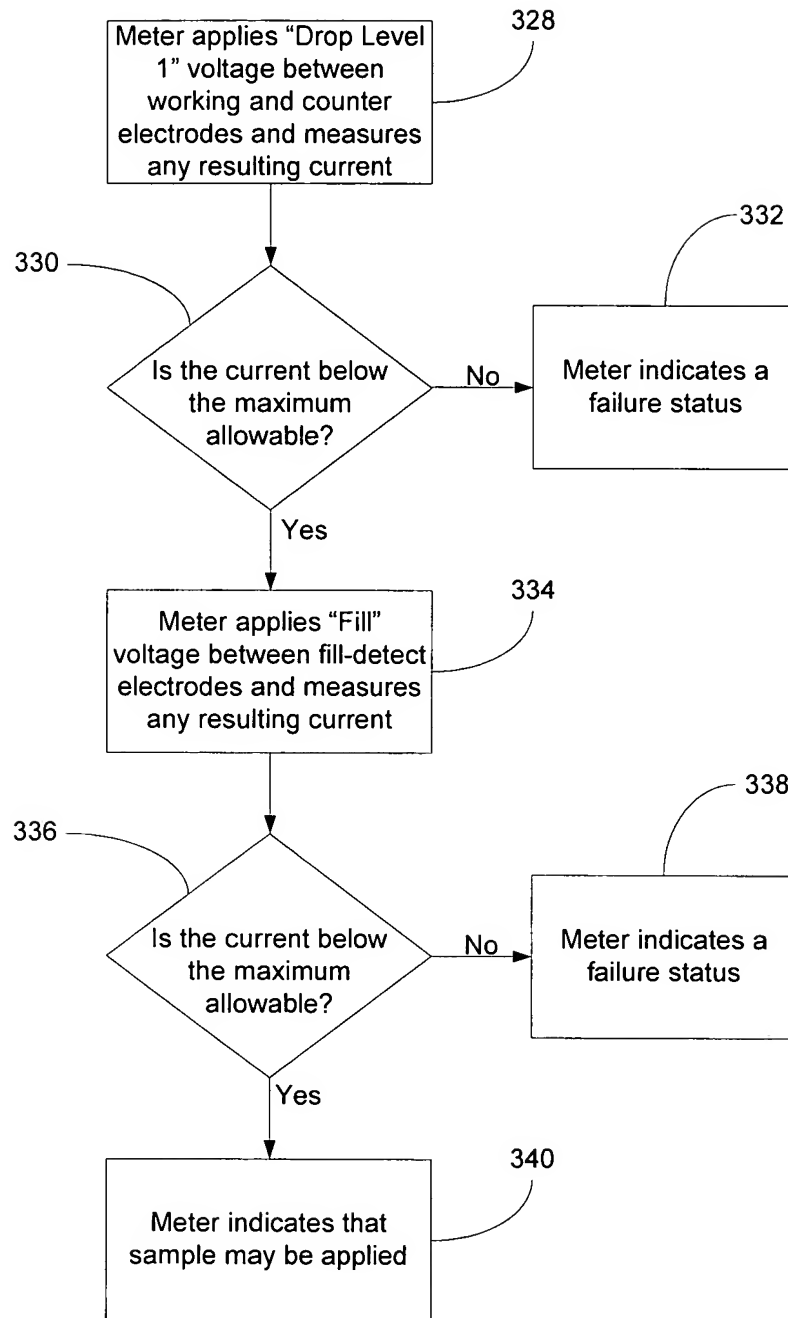 Meter applies “Drop Level
1” voltage between
working and counter
electrodes and measures
any resulting current
328
332
330
Is the current below
the maximum
allowable?
No
Meter indicates a
failure status
Yes
334
Meter applies “Fill”
voltage between fill-detect
electrodes and measures
any resulting current
338
336
Is the current below
the maximum
allowable?
No
Meter indicates a
failure status
Yes
340
Meter indicates that
sample may be applied